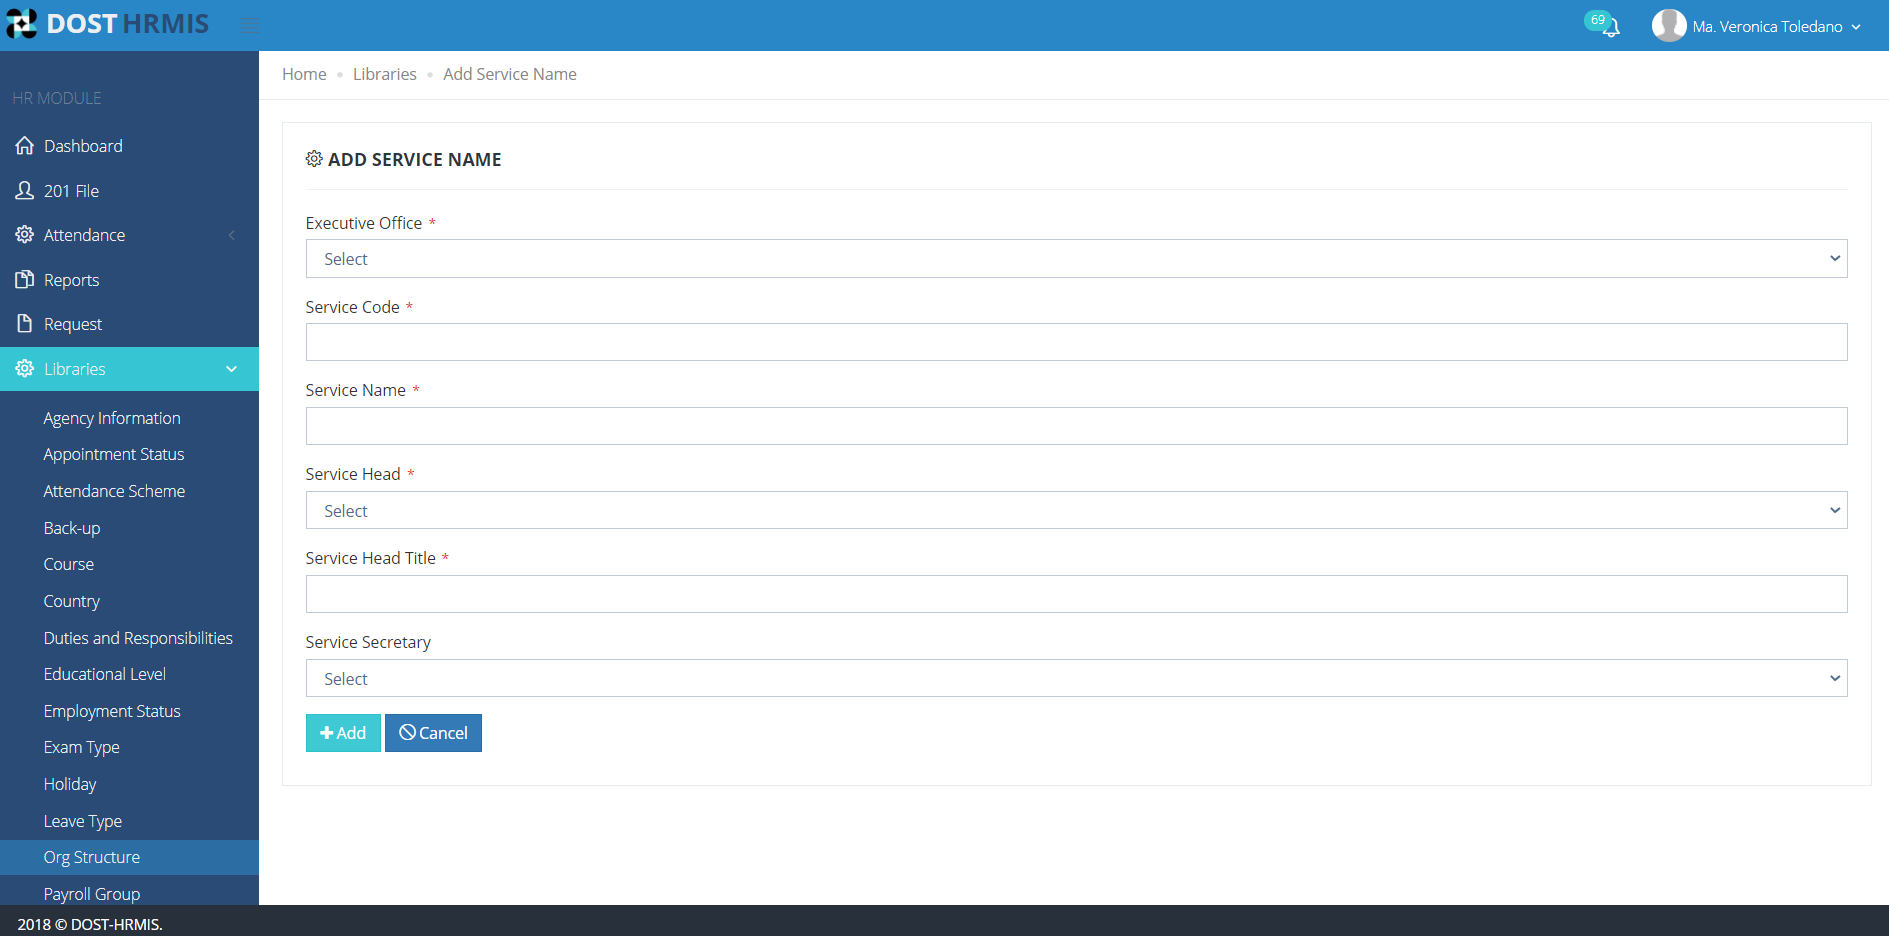 DOST HRMIS
69
Ma. Veronica Toledano
HR MODULE
Dashboard
201 File
Attendance
Reports
Request
Libraries
Agency Information
Appointment Status
Attendance Scheme
Back-up
Course
Country
Duties and Responsibilities
Educational Level
Employment Status
Exam Type
Holiday
Leave Type
Org Structure
Payroll Group
Home • Libraries • Add Service Name
ADD SERVICE NAME
Executive Office *
Select
Service Code *
Service Name *
Service Head *
Select
Service Head Title *
Service Secretary
Select
Add
Cancel
2018 © DOST-HRMIS.